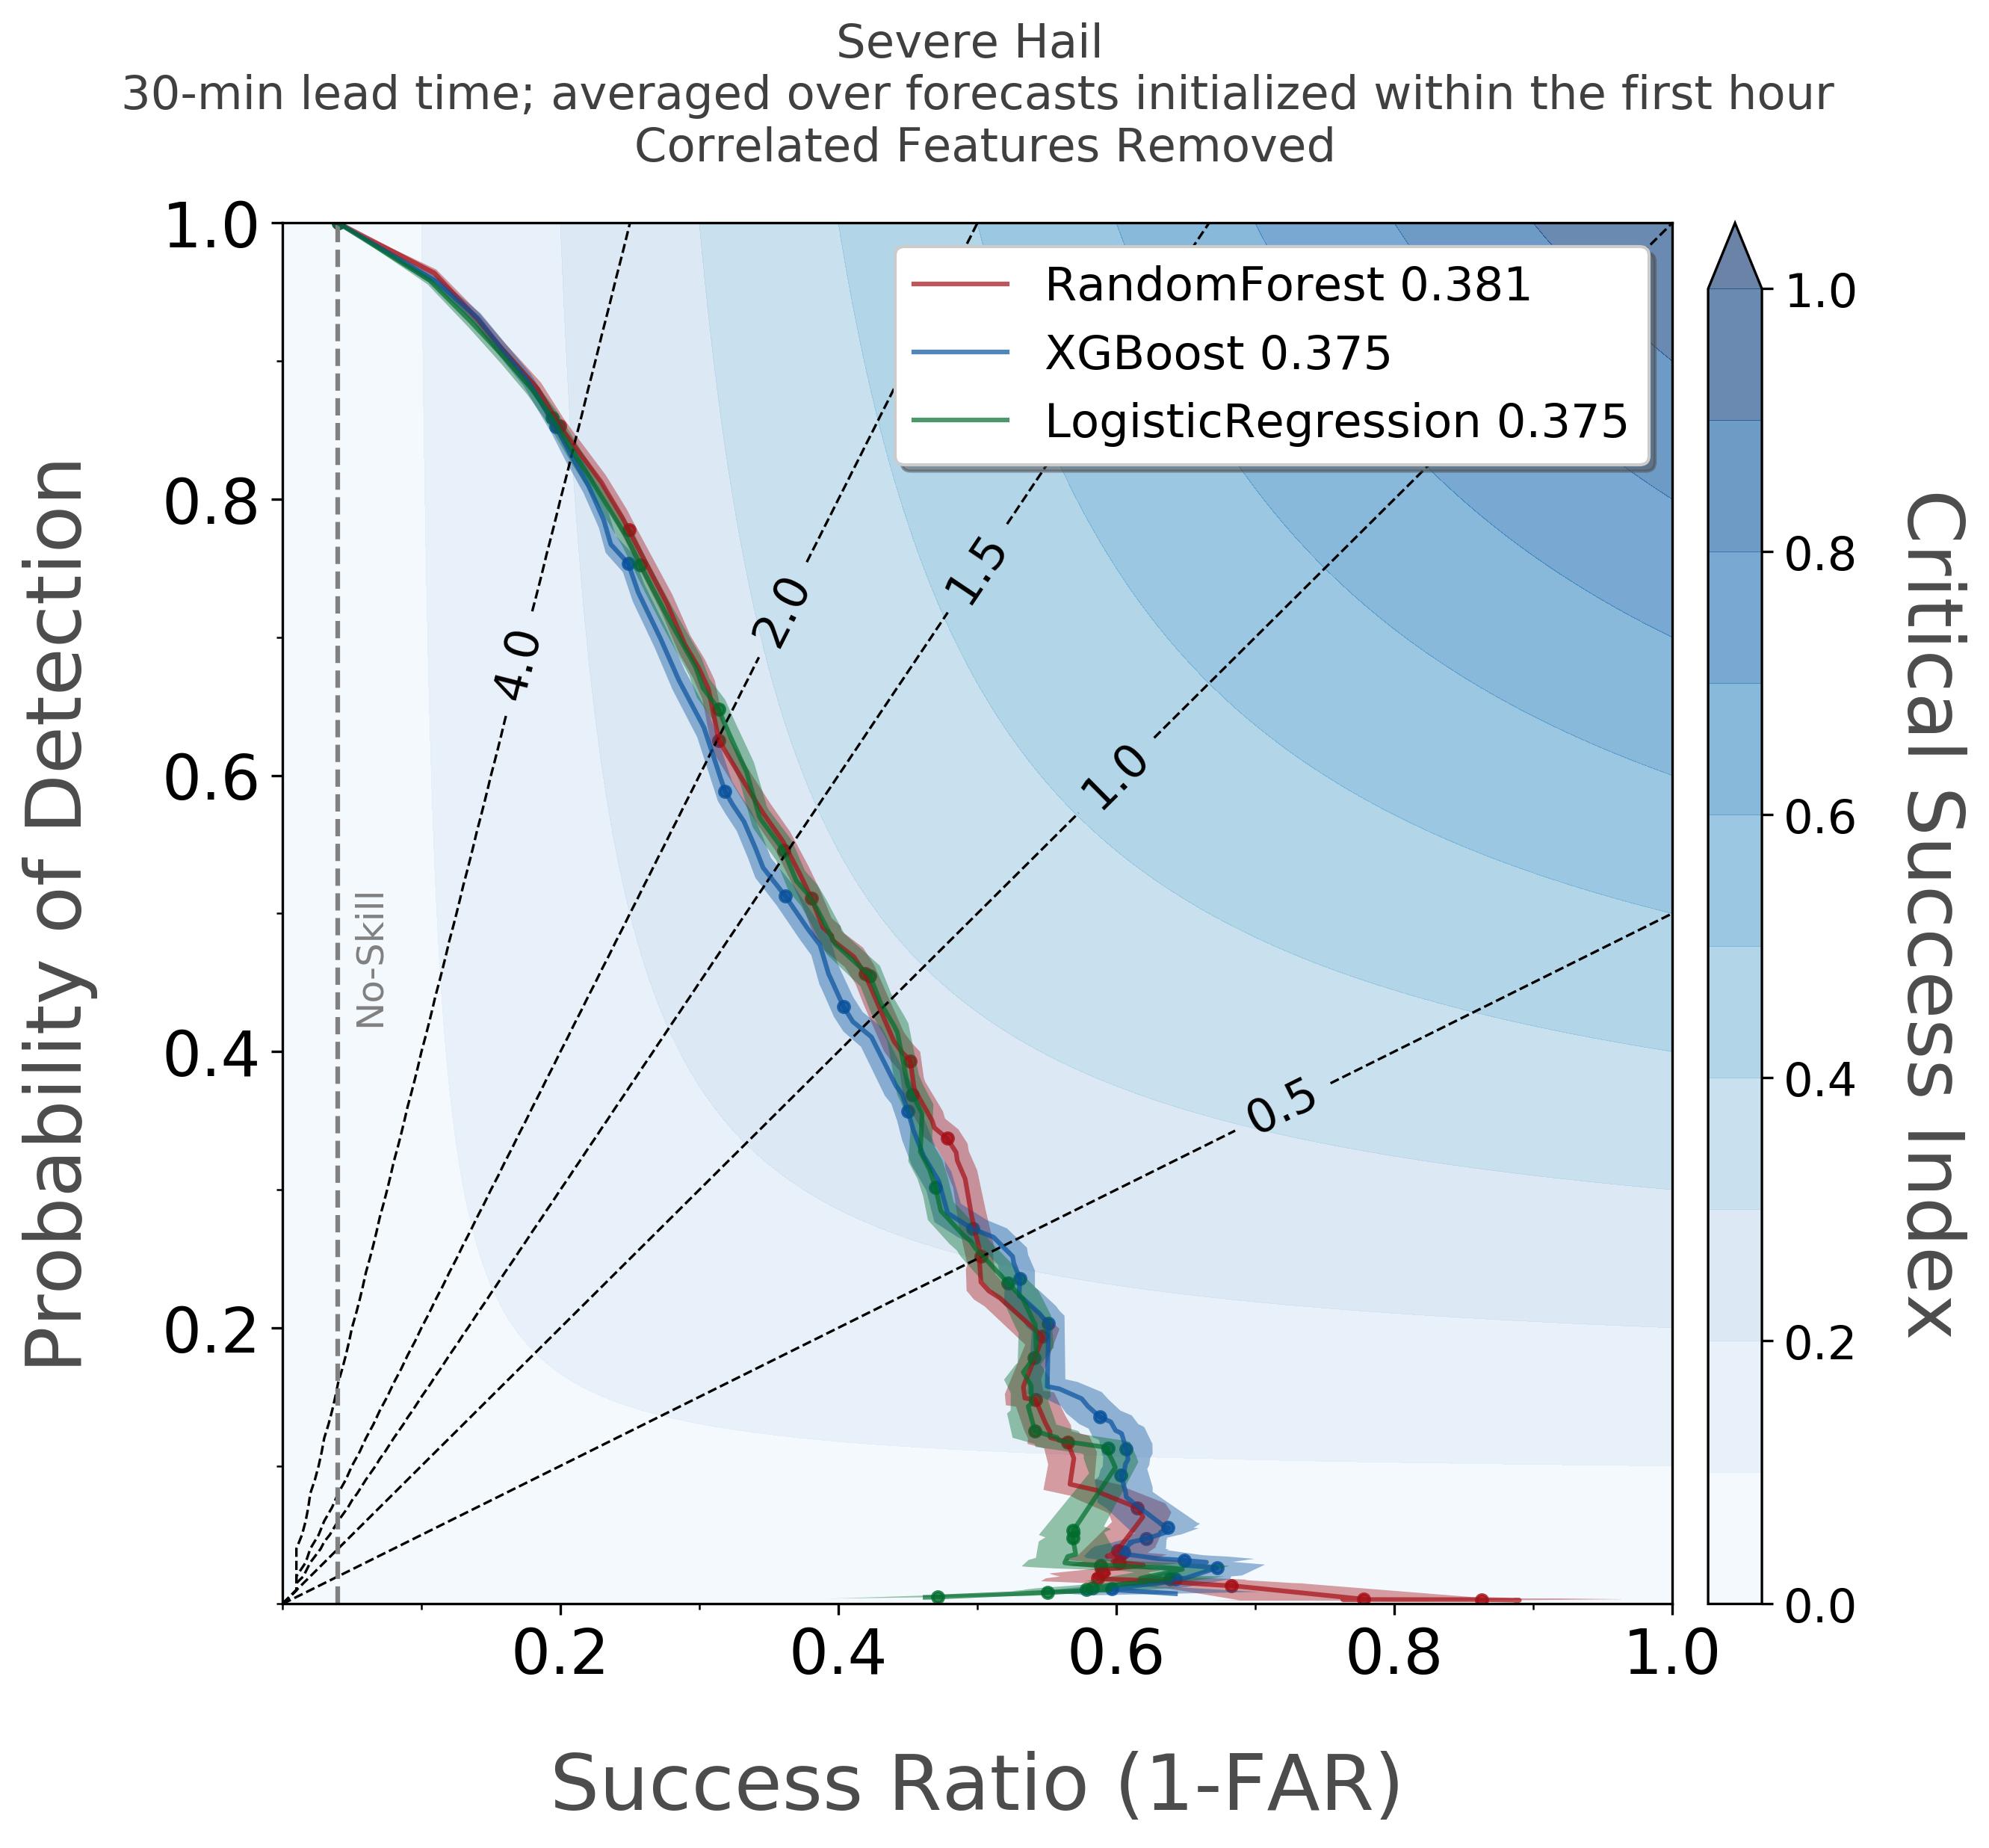 Severe Hail
30-min lead time; averaged over forecasts initialized within the first hour
Correlated Features Removed
RandomForest 0.381
XGBoost 0.375
LogisticRegression 0.375
Probability of Detection
1.0
0.8
0.6
0.4
0.2
No-Skill
4.0
2.0
1.5
1.0
0.5
0.2
0.4
0.6
0.8
1.0
Success Ratio (1-FAR)
1.0
0.8
0.6
0.4
0.2
0.0
Critical Success Index